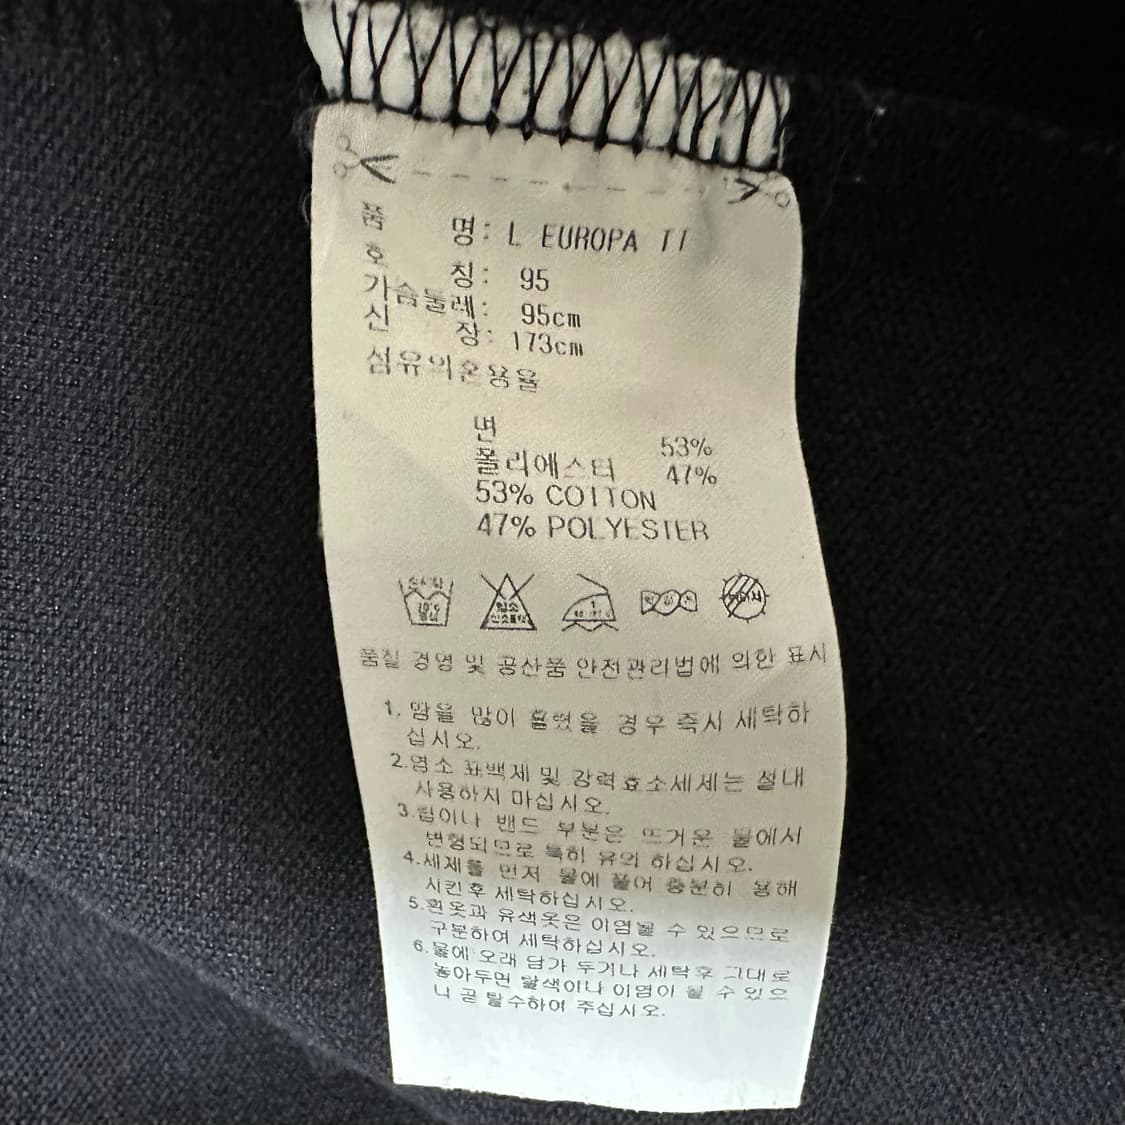 품 명: L EUROPA TT
호 칭: 95
가슴둘레: 95cm
신 장: 173cm
섬유의혼용율
면 53%
폴리에스터 47%
53% COTTON
47% POLYESTER
염소
산소표백
품질 경영 및 공산품 안전관리법에 의한 표시
1. 땀을 많이 흘렸을 경우 즉시 세탁하
십시오.
2.염소 표백제 및 강력효소세제는 절대
사용하지 마십시오.
3.립이나 밴드 부분은 뜨거운 물에서
변형되므로 특히 유의 하십시오.
4.세제를 먼저 물에 풀어 충분히 용해
시킨후 세탁하십시오.
5.흰옷과 유색옷은 이염될 수 있으므로
구분하여 세탁하십시오.
6.물에 오래 담가 두거나 세탁후 그대로
놓아두면 탈색이나 이염이 될 수 있으
니 곧 탈수하여 주십시오.